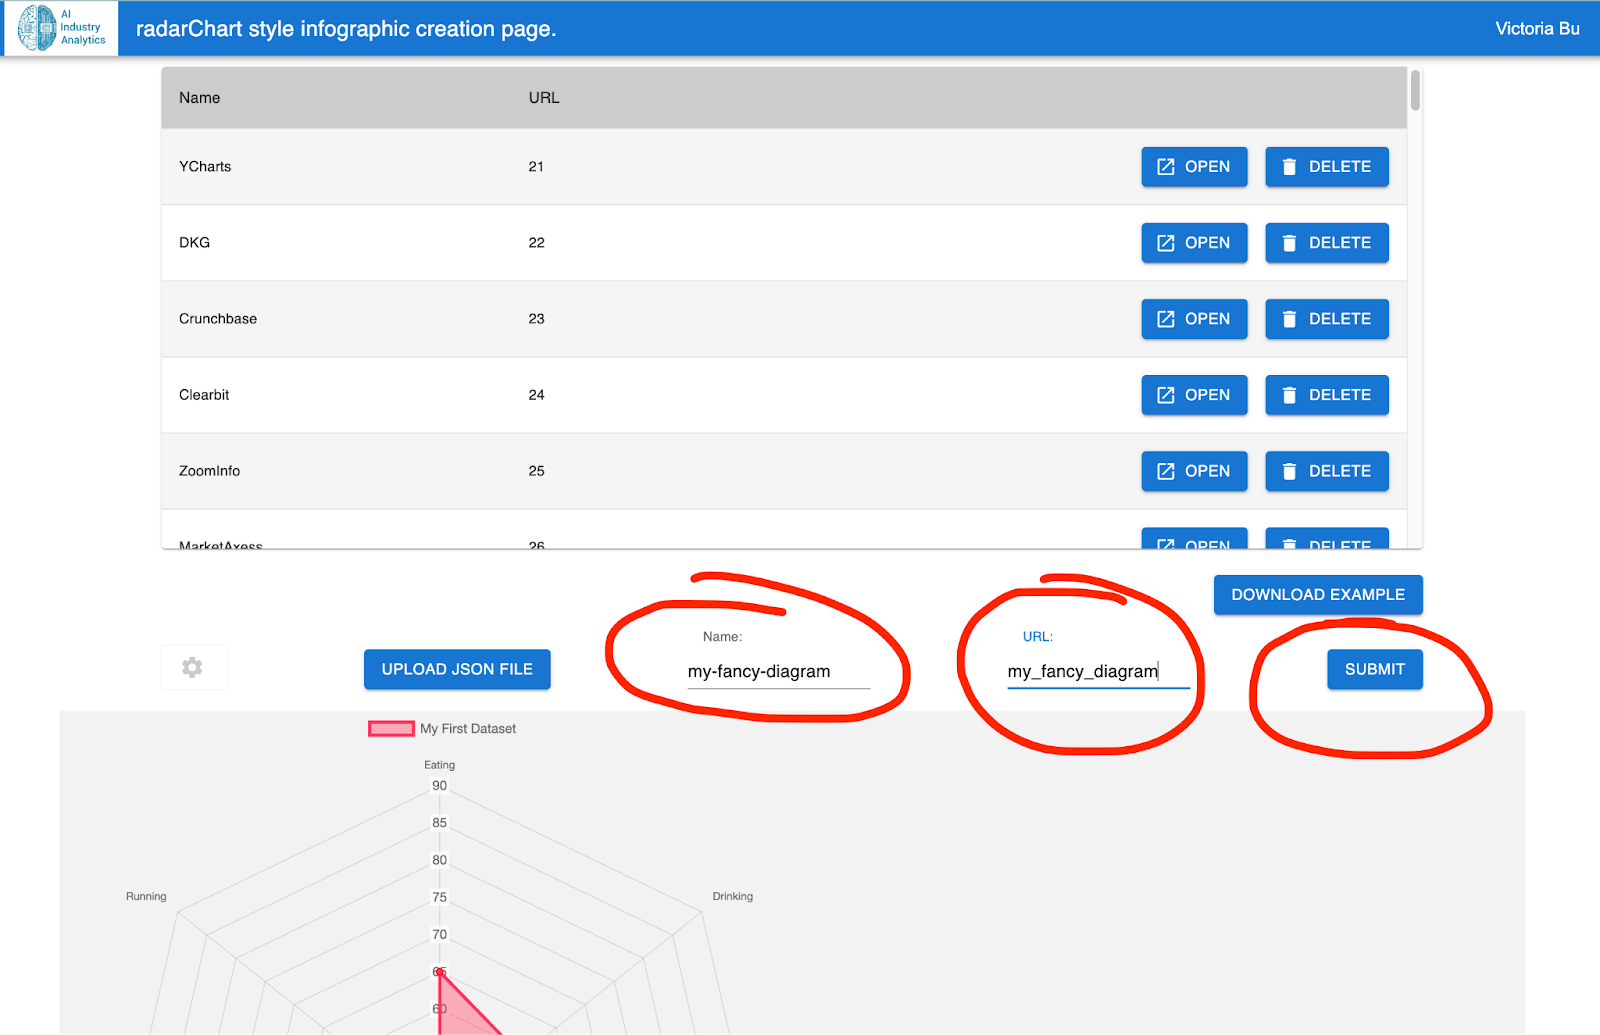 AI
Industry
Analytics
radarChart style infographic creation page.
Victoria Bu
Name URL
YCharts 21 OPEN DELETE
DKG 22 OPEN DELETE
Crunchbase 23 OPEN DELETE
Clearbit 24 OPEN DELETE
ZoomInfo 25 OPEN DELETE
MarketAxess 26 OPEN DELETE
DOWNLOAD EXAMPLE
Name: URL:
UPLOAD JSON FILE my-fancy-diagram my_fancy_diagram SUBMIT
My First Dataset
Eating
90
85
80
Running 75 Drinking
70
65
60